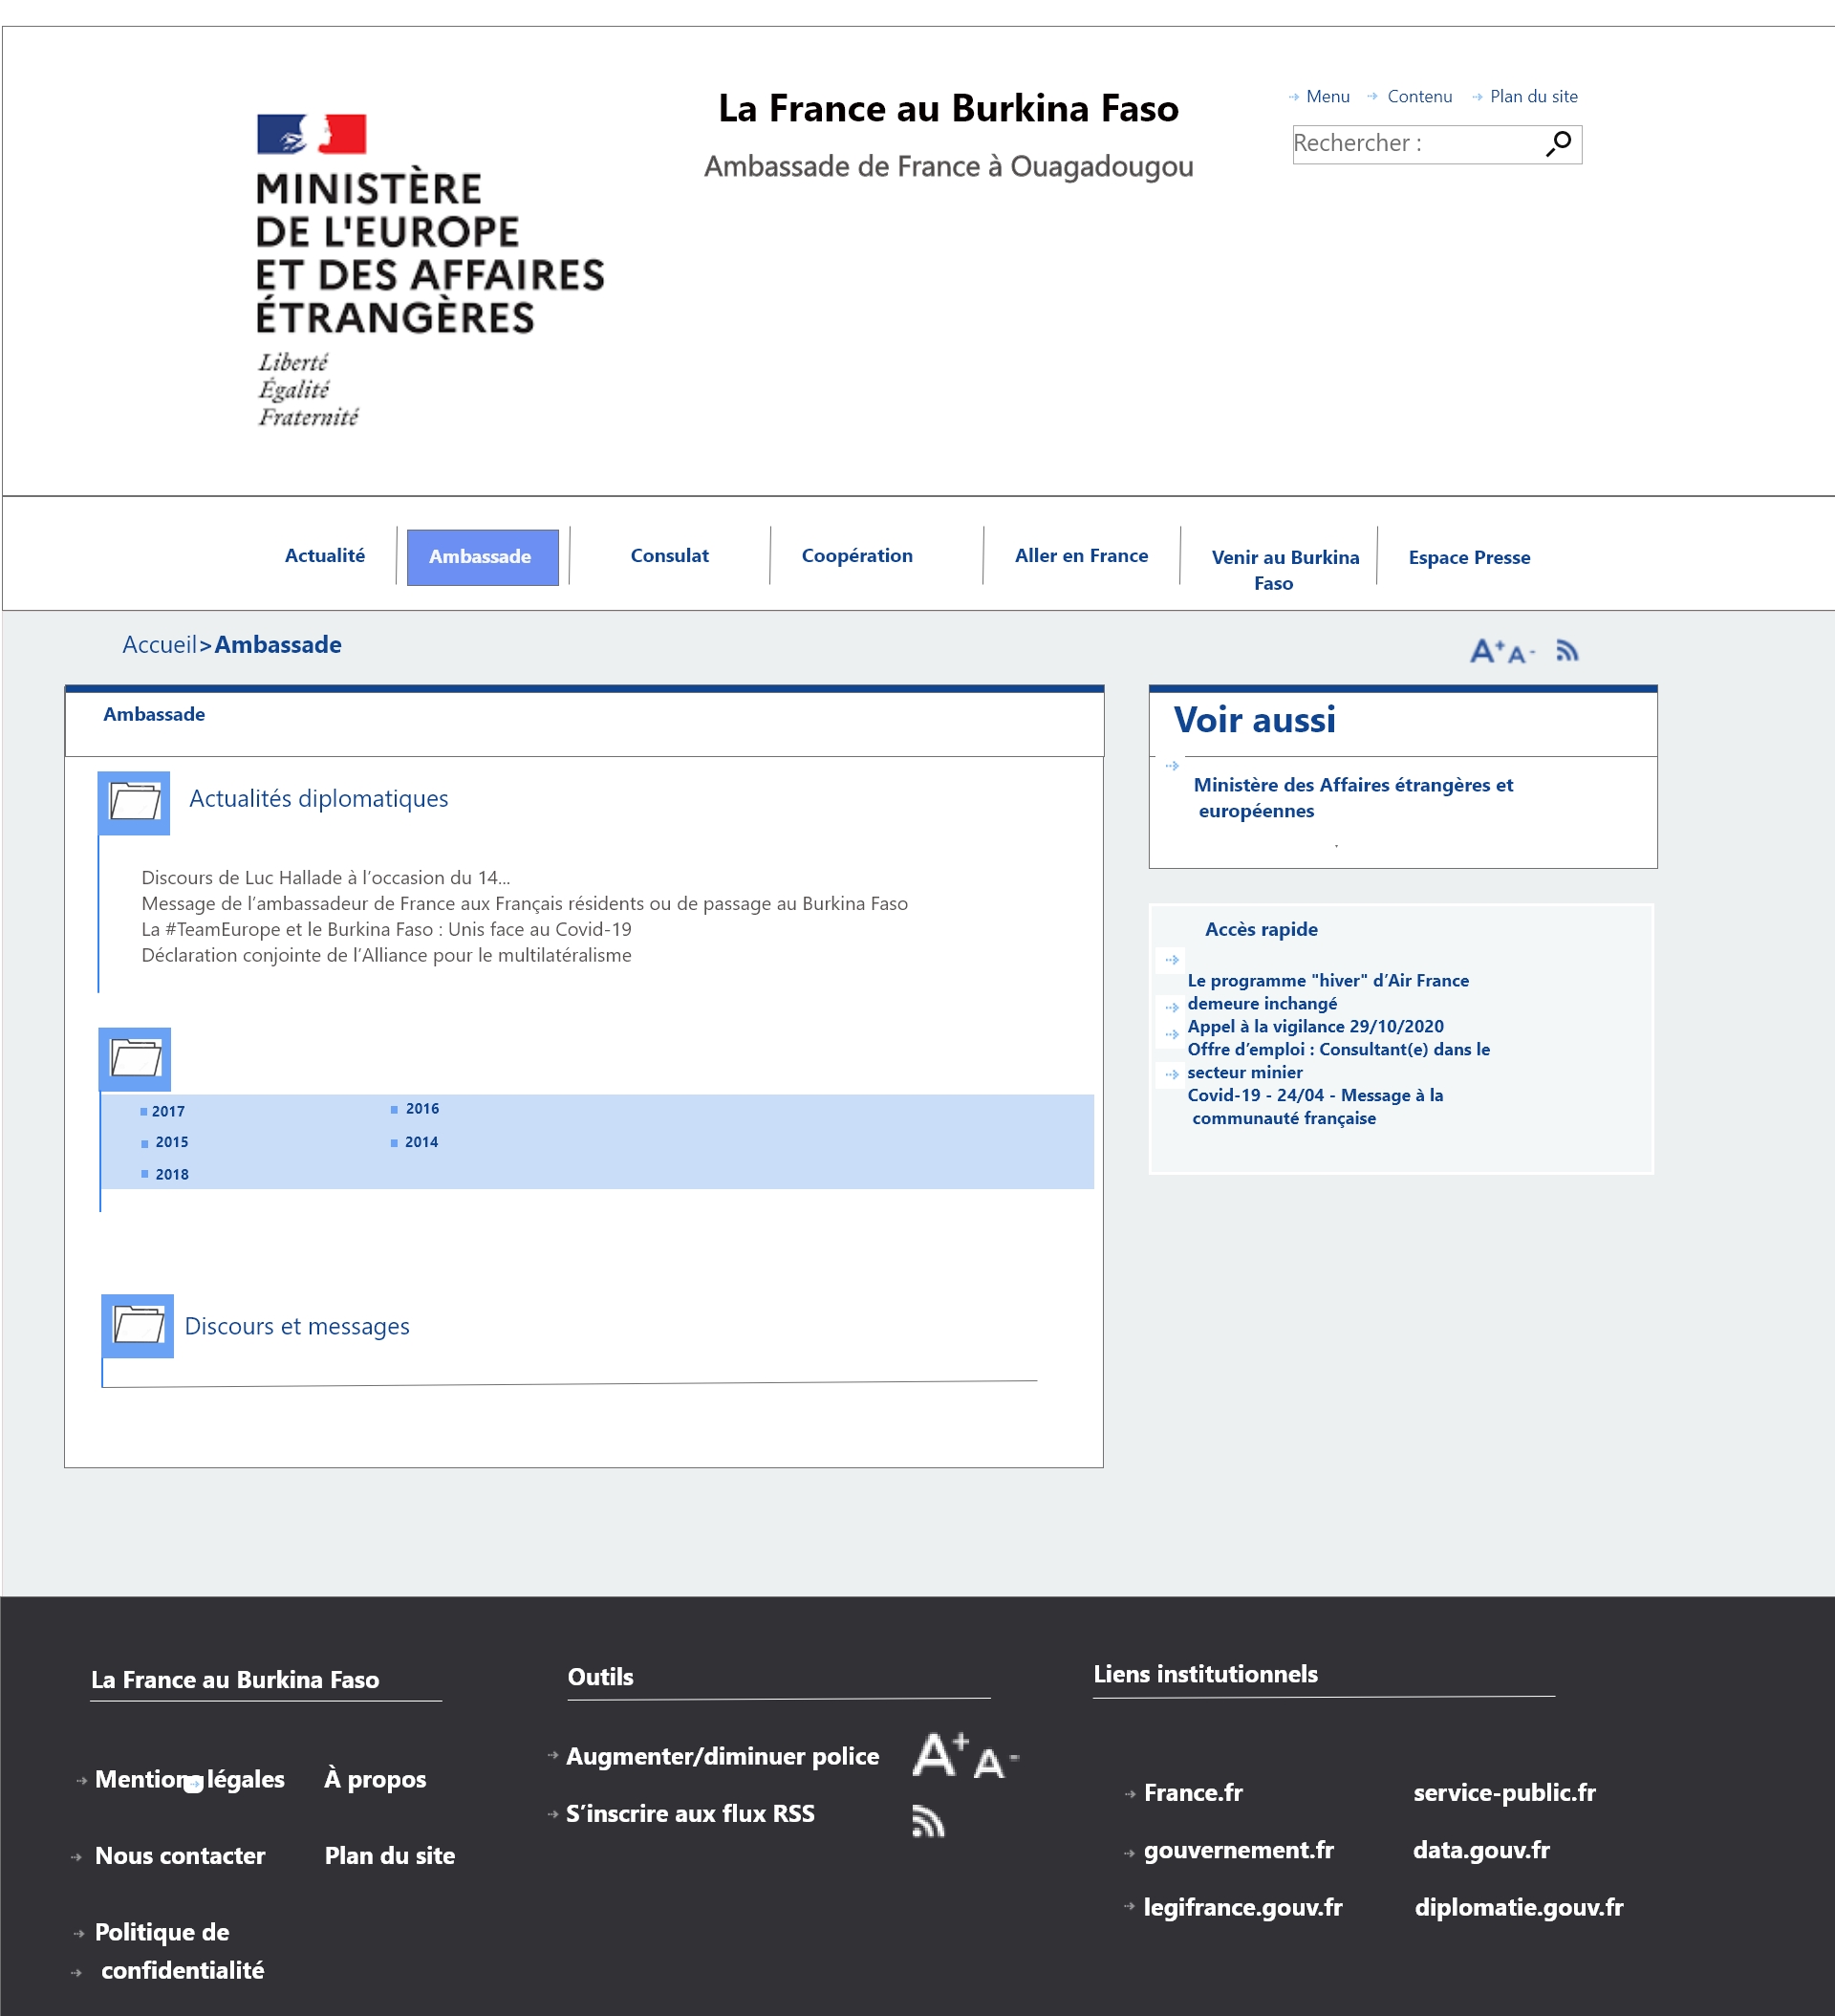 MINISTÈRE
DE L'EUROPE
ET DES AFFAIRES
ÉTRANGÈRES
Liberté
Égalité
Fraternité
La France au Burkina Faso
Ambassade de France à Ouagadougou
Menu Contenu Plan du site
Rechercher :
Actualité Ambassade Consulat Coopération Aller en France Venir au Burkina
Faso Espace Presse
Accueil>Ambassade
A+ A-
Ambassade
Actualités diplomatiques
Discours de Luc Hallade à l’occasion du 14...
Message de l’ambassadeur de France aux Français résidents ou de passage au Burkina Faso
La #TeamEurope et le Burkina Faso : Unis face au Covid-19
Déclaration conjointe de l’Alliance pour le multilatéralisme
2017 2016
2015 2014
2018
Discours et messages
Voir aussi
Ministère des Affaires étrangères et
européennes
Accès rapide
Le programme "hiver" d’Air France
demeure inchangé
Appel à la vigilance 29/10/2020
Offre d’emploi : Consultant(e) dans le
secteur minier
Covid-19 - 24/04 - Message à la
communauté française
La France au Burkina Faso
Mentions légales À propos
Nous contacter Plan du site
Politique de
confidentialité
Outils
Augmenter/diminuer police A+ A-
S’inscrire aux flux RSS
Liens institutionnels
France.fr service-public.fr
gouvernement.fr data.gouv.fr
legifrance.gouv.fr diplomatie.gouv.fr